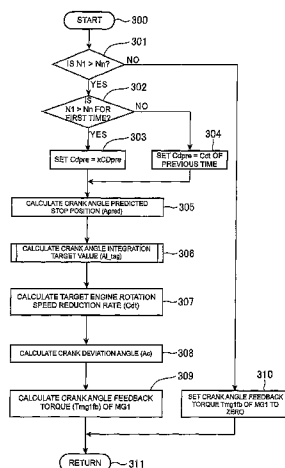 START
300
301
IS N1 > Nn?
NO
YES
302
IS
N1 > Nn FOR
FIRST TIME?
NO
YES
303
304
SET Cdpre = xCDpre
SET Cdpre = Cdt OF
PREVIOUS TIME
CALCULATE CRANK ANGLE PREDICTED
STOP POSITION (Apred)
305
CALCULATE CRANK ANGLE INTEGRATION
TARGET VALUE (AI_tag)
306
CALCULATE TARGET ENGINE ROTATION
SPEED REDUCTION RATE (Cdt)
307
CALCULATE CRANK DEVIATION ANGLE (Ac)
308
309
310
CALCULATE CRANK ANGLE FEEDBACK
TORQUE (Tmg1fb) OF MG1
SET CRANK ANGLE FEEDBACK
TORQUE Tmg1fb OF MG1 TO
ZERO
RETURN
311